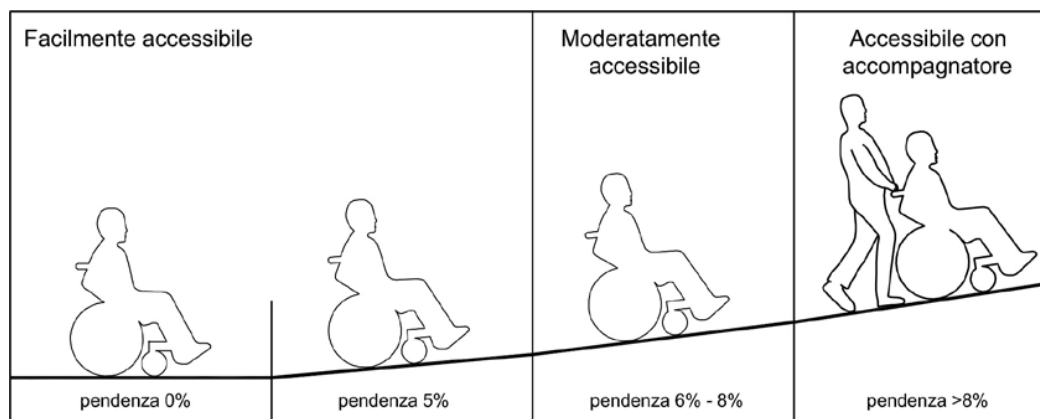 Facilmente accessibile
Moderatamente
accessibile
Accessibile con
accompagnatore
pendenza 0%
pendenza 5%
pendenza 6% - 8%
pendenza >8%